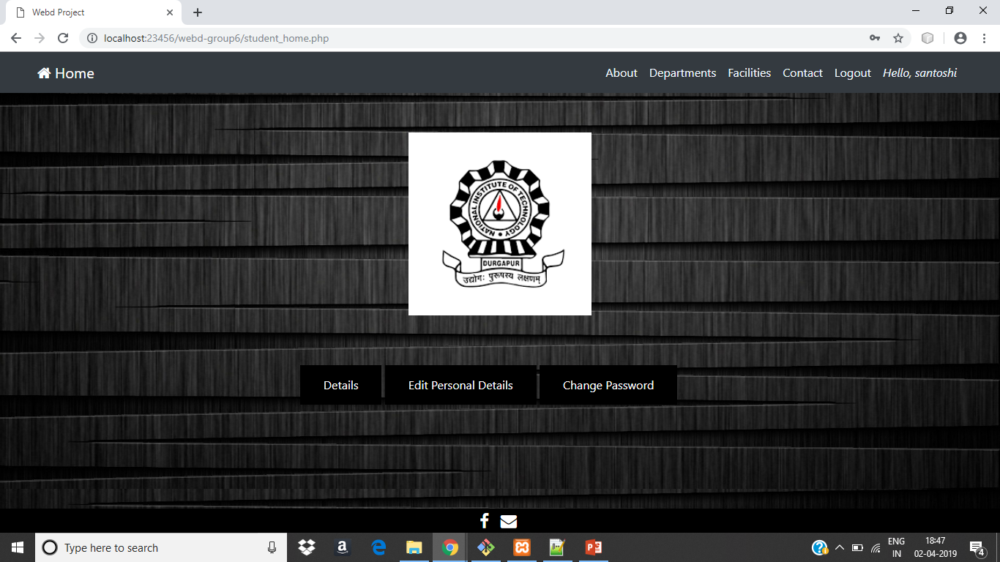 Webd Project
localhost:23456/webd-group6/student_home.php
Home
About Departments Facilities Contact Logout Hello, santoshi
NATIONAL INSTITUTE OF TECHNOLOGY
DURGAPUR
उद्योगः पुरूषस्य लक्षणम्
Details Edit Personal Details Change Password
Type here to search
ENG
IN
18:47
02-04-2019
4